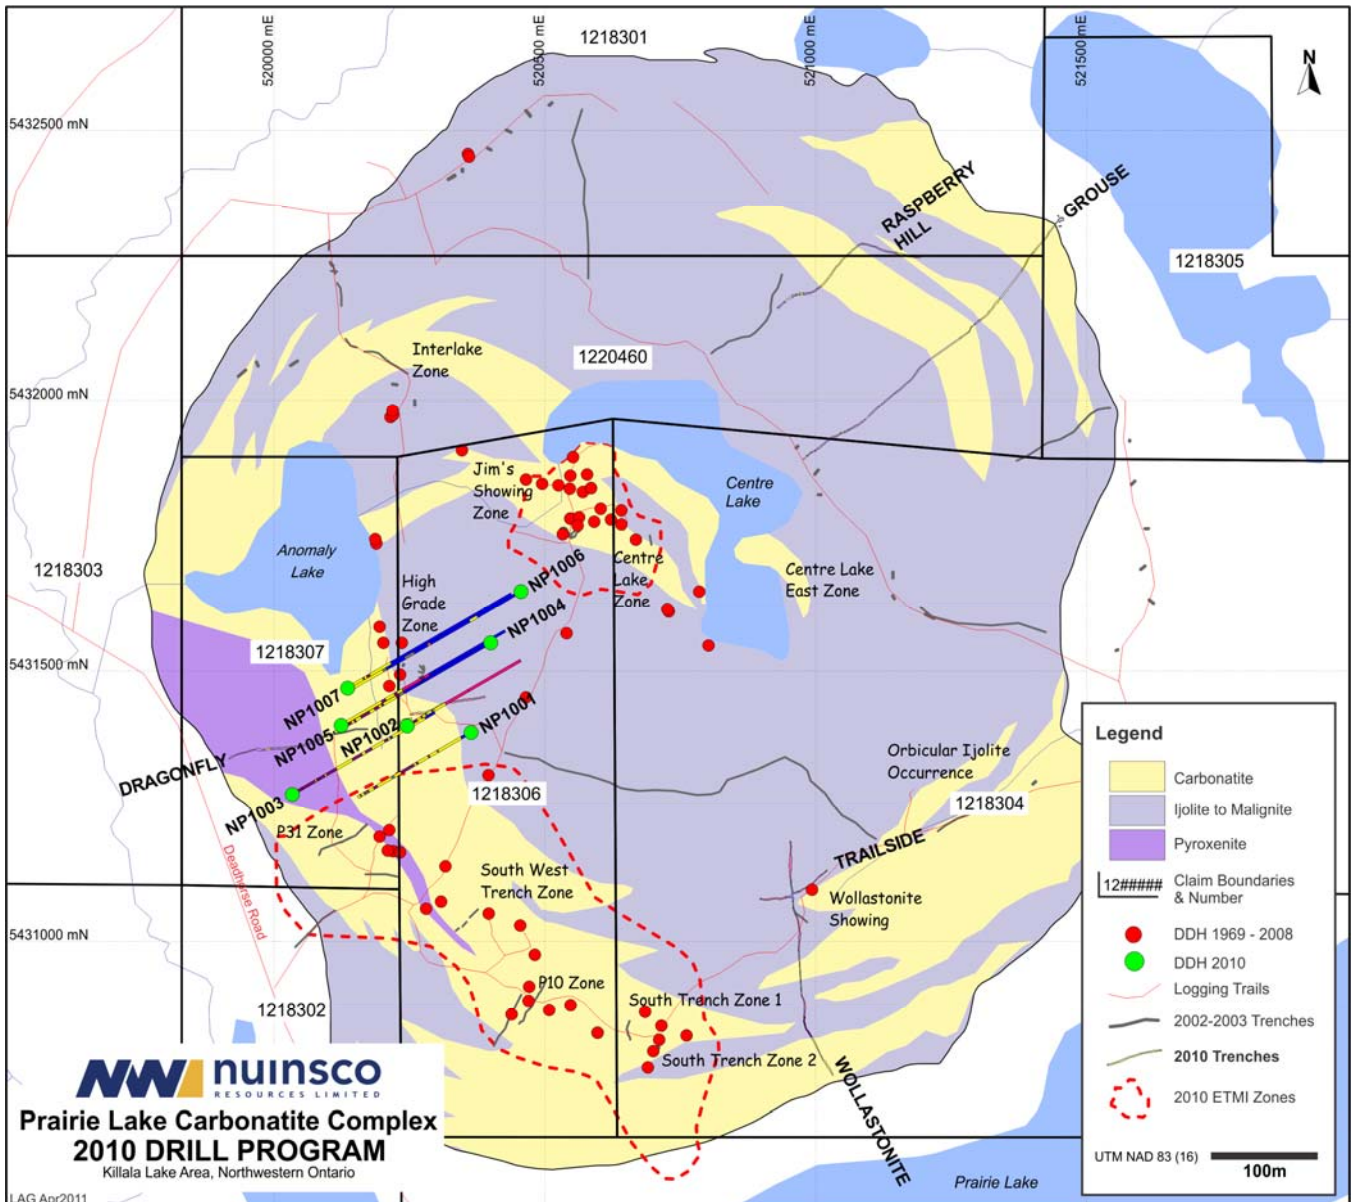 520000 mE
520500 mE
1218301
521000 mE
521500 mE
N
5432500 mN
RASPBERRY
HILL
GROUSE
1218305
Interlake
Zone
1220460
5432000 mN
Jim's
Showing
Zone
Centre
Lake
Anomaly
Lake
1218303
High
Grade
Zone
NP1006
Centre
Lake
Zone
Centre Lake
East Zone
NP1004
1218307
5431500 mN
NP1007
NP1005
NP1002
NP1001
DRAGONFLY
NP1003
1218306
Orbicular Ijolite
Occurrence
1218304
P31 Zone
Deadhorse Road
South West
Trench Zone
TRAILSIDE
Wollastonite
Showing
5431000 mN
P10 Zone
South Trench Zone 1
1218302
South Trench Zone 2
WOLLASTONITE
Prairie Lake
Legend
Carbonatite
Ijolite to Malignite
Pyroxenite
12##### Claim Boundaries
& Number
DDH 1969 - 2008
DDH 2010
Logging Trails
2002-2003 Trenches
2010 Trenches
2010 ETMI Zones
UTM NAD 83 (16)
100m
NW nuinsco
RESOURCES LIMITED
Prairie Lake Carbonatite Complex
2010 DRILL PROGRAM
Killala Lake Area, Northwestern Ontario
LAG Apr2011